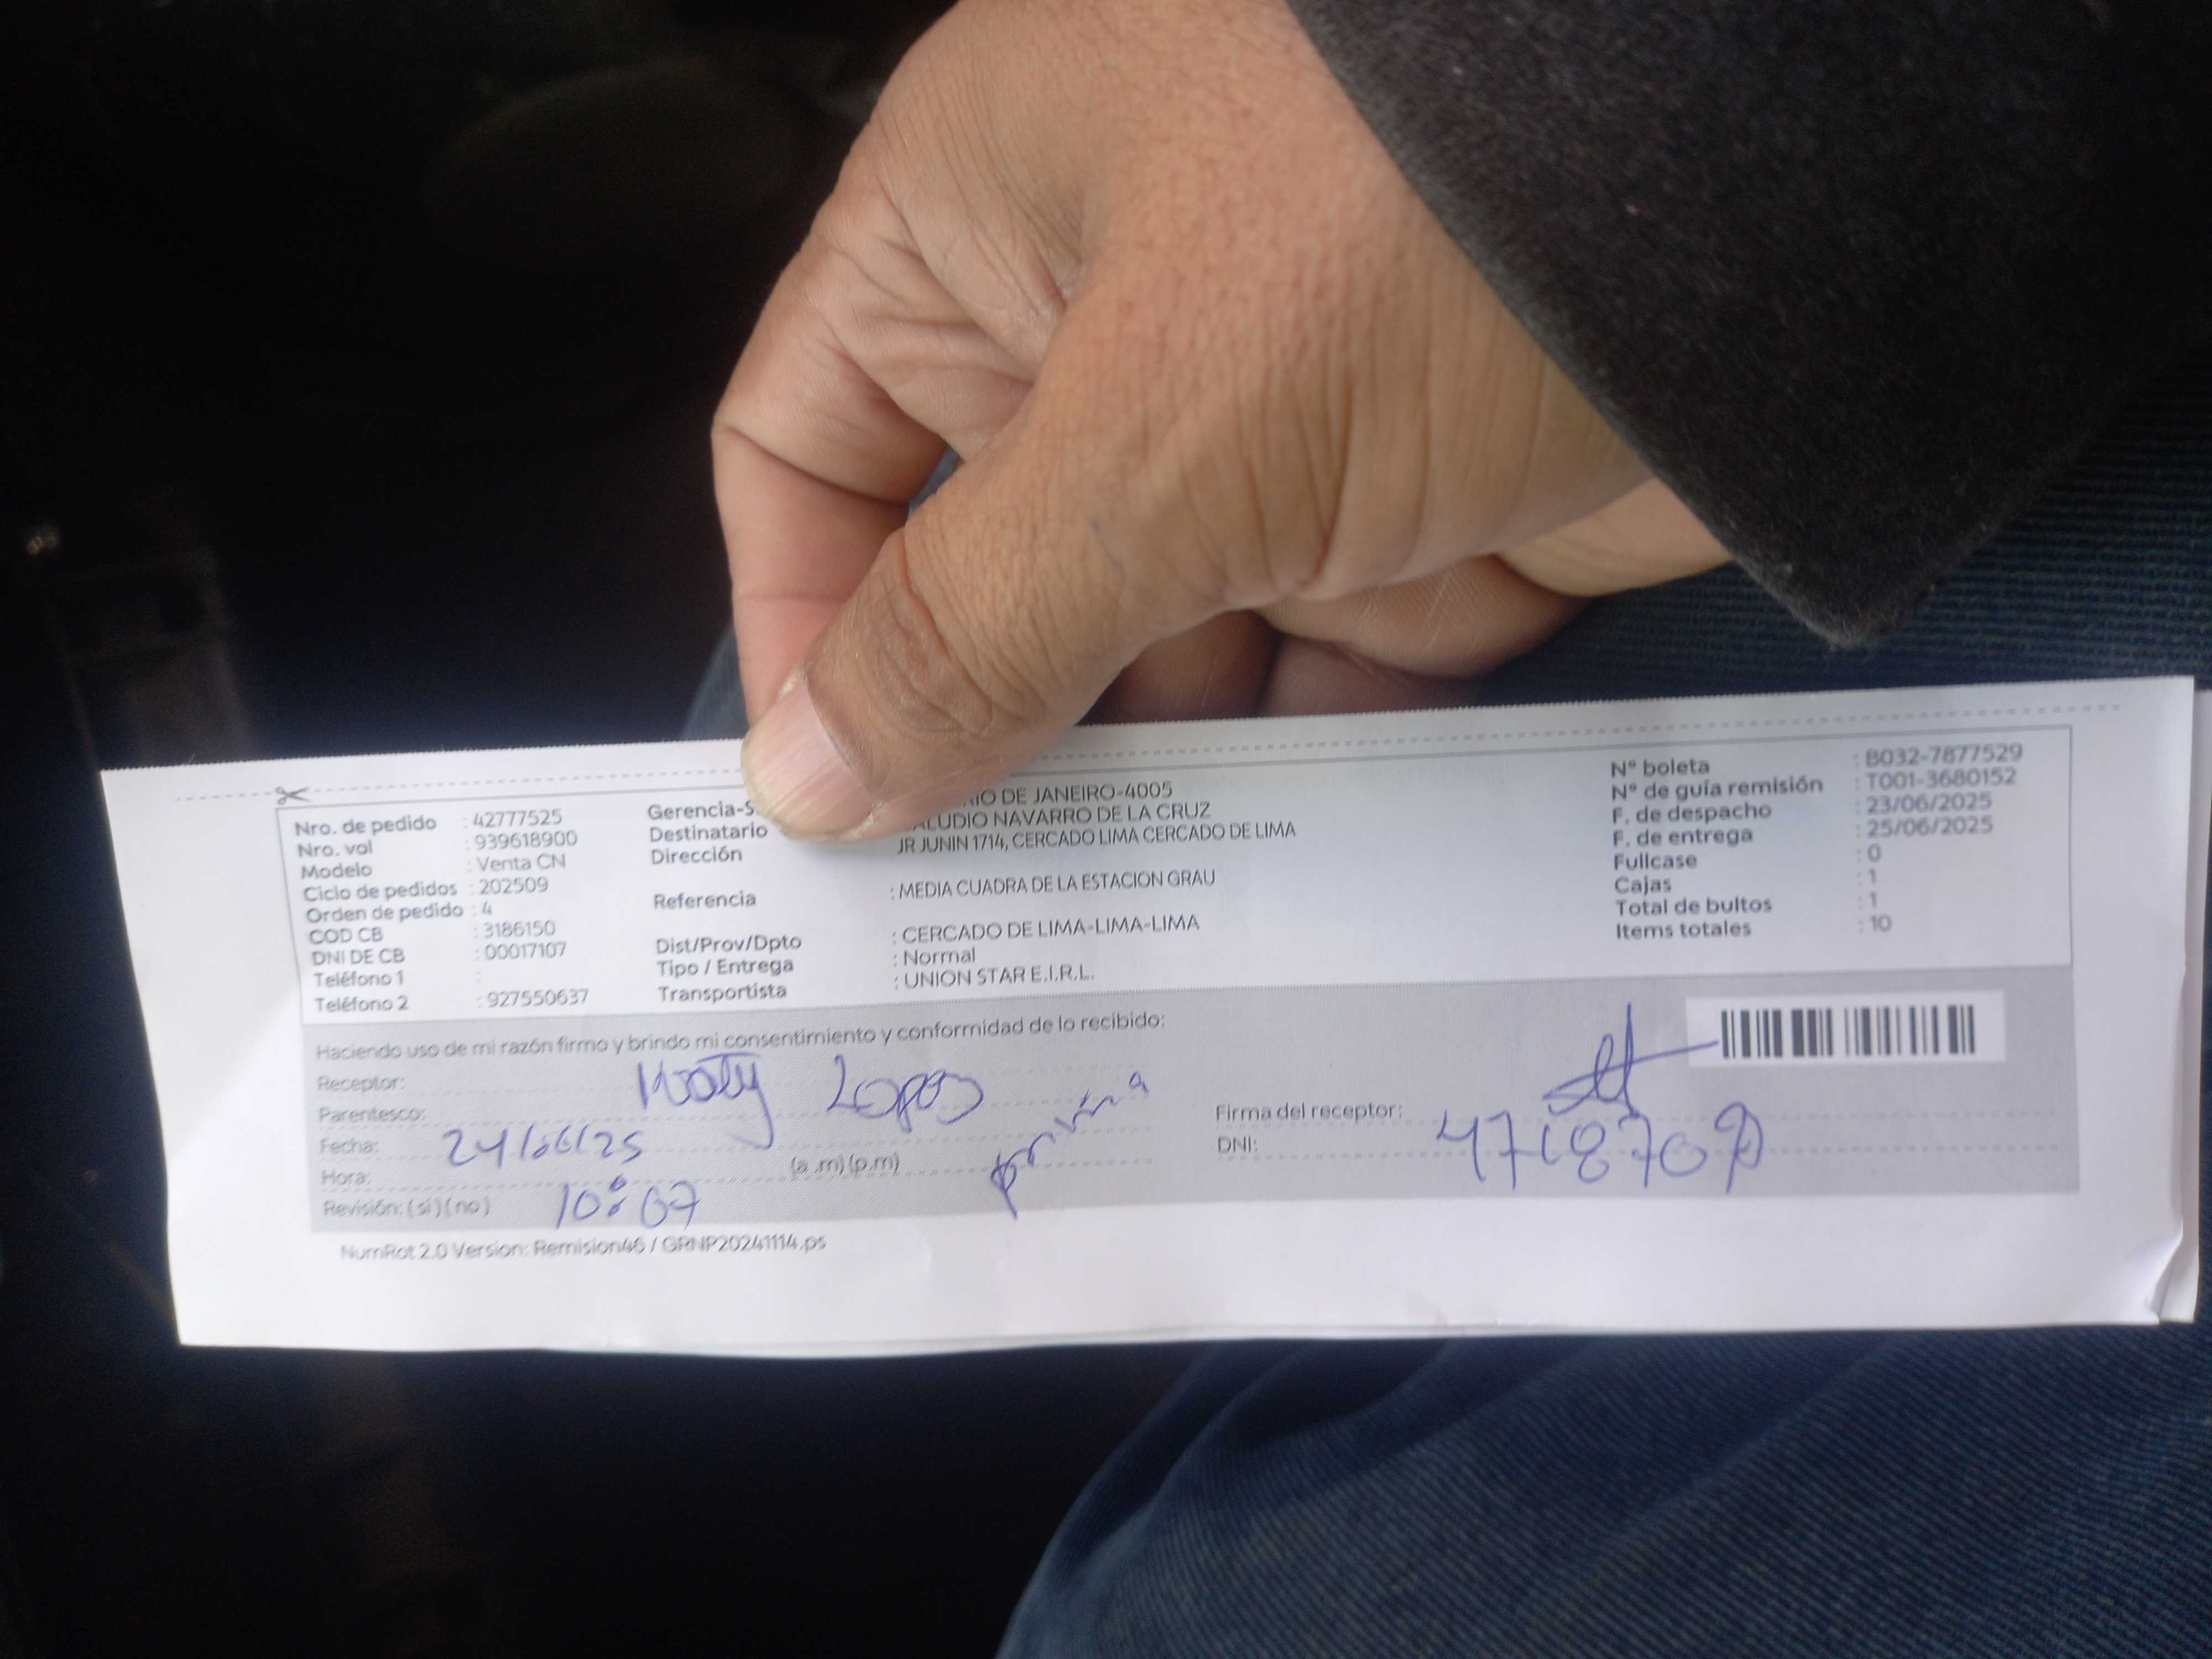 Nro. de pedido : 42777525
Nro. vol : 939618900
Modelo : Venta CN
Ciclo de pedidos : 202509
Orden de pedido : 4
COD CB : 3186150
DNI DE CB : 00017107
Teléfono 1 :
Teléfono 2 : 927550637
Gerencia-S IO DE JANEIRO-4005
Destinatario NAVARRO DE LA CRUZ
Dirección JR JUNIN 1714, CERCADO LIMA CERCADO DE LIMA
Referencia : MEDIA CUADRA DE LA ESTACION GRAU
Dist/Prov/Dpto : CERCADO DE LIMA-LIMA-LIMA
Tipo / Entrega : Normal
Transportista : UNION STAR E.I.R.L.
N° boleta : B032-7877529
N° de guía remisión : T001-3680152
F. de despacho : 23/06/2025
F. de entrega : 25/06/2025
Fullcase : 0
Cajas : 1
Total de bultos : 1
Items totales : 10
Haciendo uso de mi razón firmo y brindo mi consentimiento y conformidad de lo recibido:
Receptor: Katy Lopez
Parentesco: prima
Fecha: 24/06/25
Hora: 10:07 (a.m)(p.m)
Revisión: (si)(no)
Firma del receptor:
DNI:
NumRot 2.0 Version: Remision46 / GRNP20241114.ps